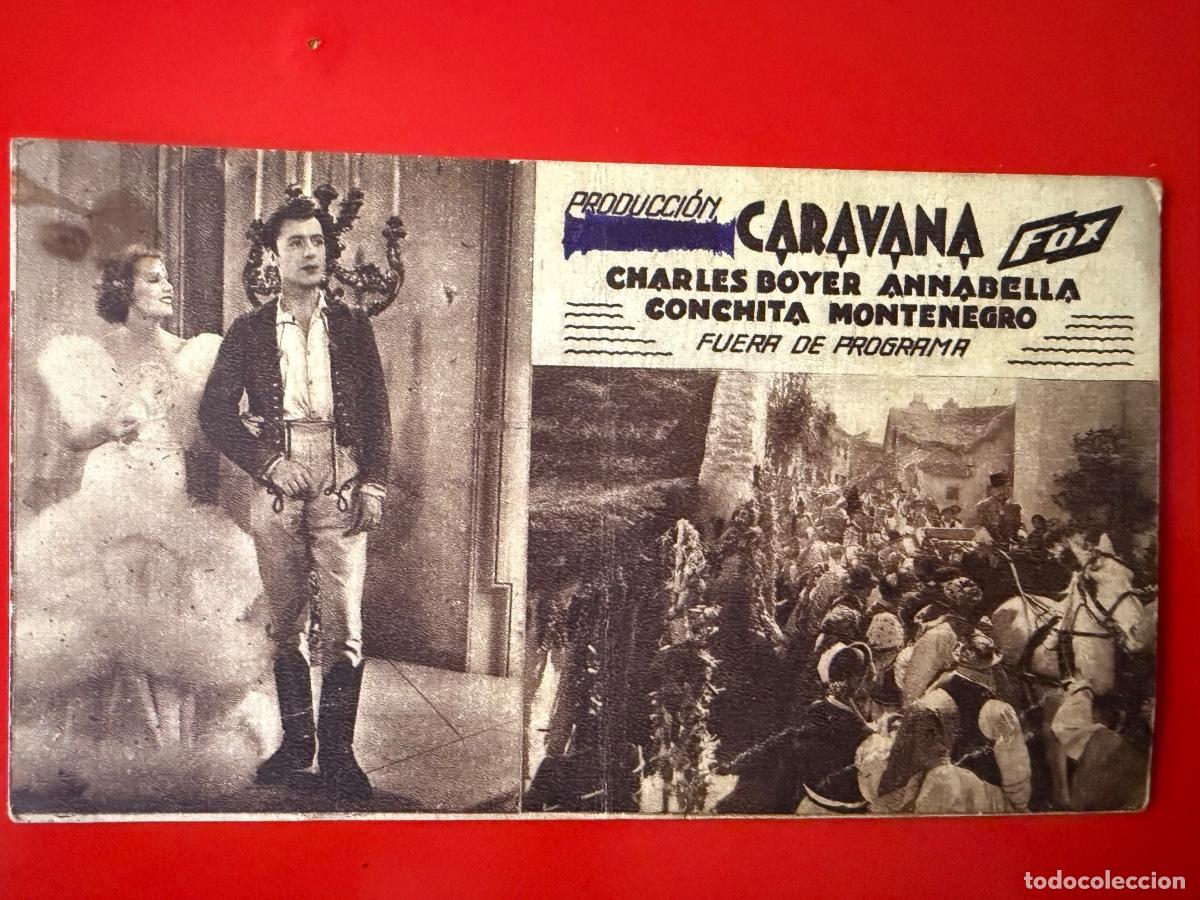 PRODUCCIÓN
CARAVANA FOX
CHARLES BOYER ANNABELLA
CONCHITA MONTENEGRO
FUERA DE PROGRAMA
todocoleccion